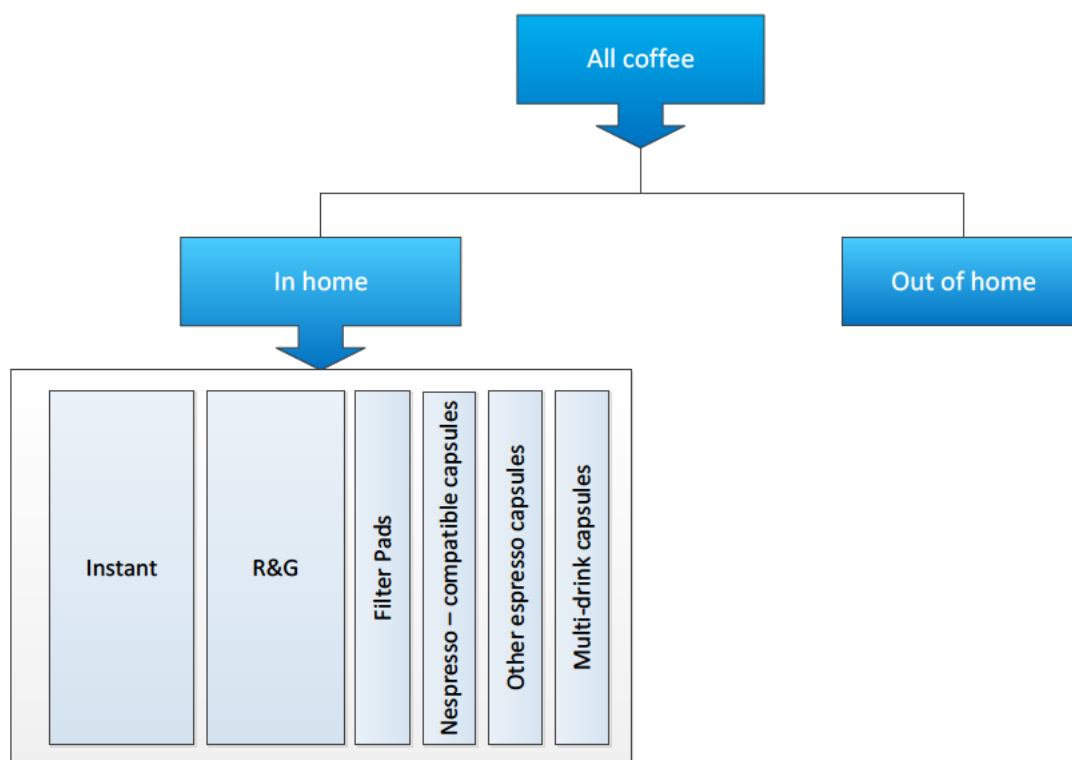 All coffee
In home
Out of home
Instant
R&G
Filter Pads
Nespresso – compatible capsules
Other espresso capsules
Multi-drink capsules